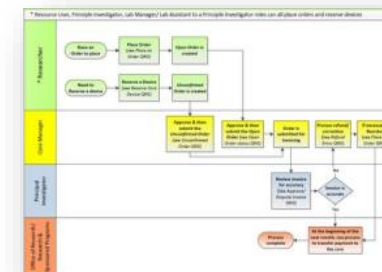 * Resource User, Principle Investigator, Lab Manager/ Lab Assistant to a Principle Investigator roles can all place orders and receive devices
* Researcher
Have an
Order to place
Place Order
(see Place an
Order QRG)
Open Order is
created
Need to
Reserve a device
Reserve a Device
(see Reserve Core
Device QRG)
Unconfirmed
Order is created
Core Manager
Approve & then
submit the
Unconfirmed Order
(see Unconfirmed
Order QRG)
Approve & then
submit the Open
Order (see Open
Order status QRG)
Order is
submitted for
invoicing
Process refund/
correction
(see Refund
Error QRG)
Principal
Investigator
Review invoice
for accuracy
(see Approve/
Dispute Invoice
QRG)
Invoice is
accurate
No
Yes
Office of Research/
Research &
Sponsored Programs
Process
complete
At the beginning of the
next month, run process
to transfer payment to
the core